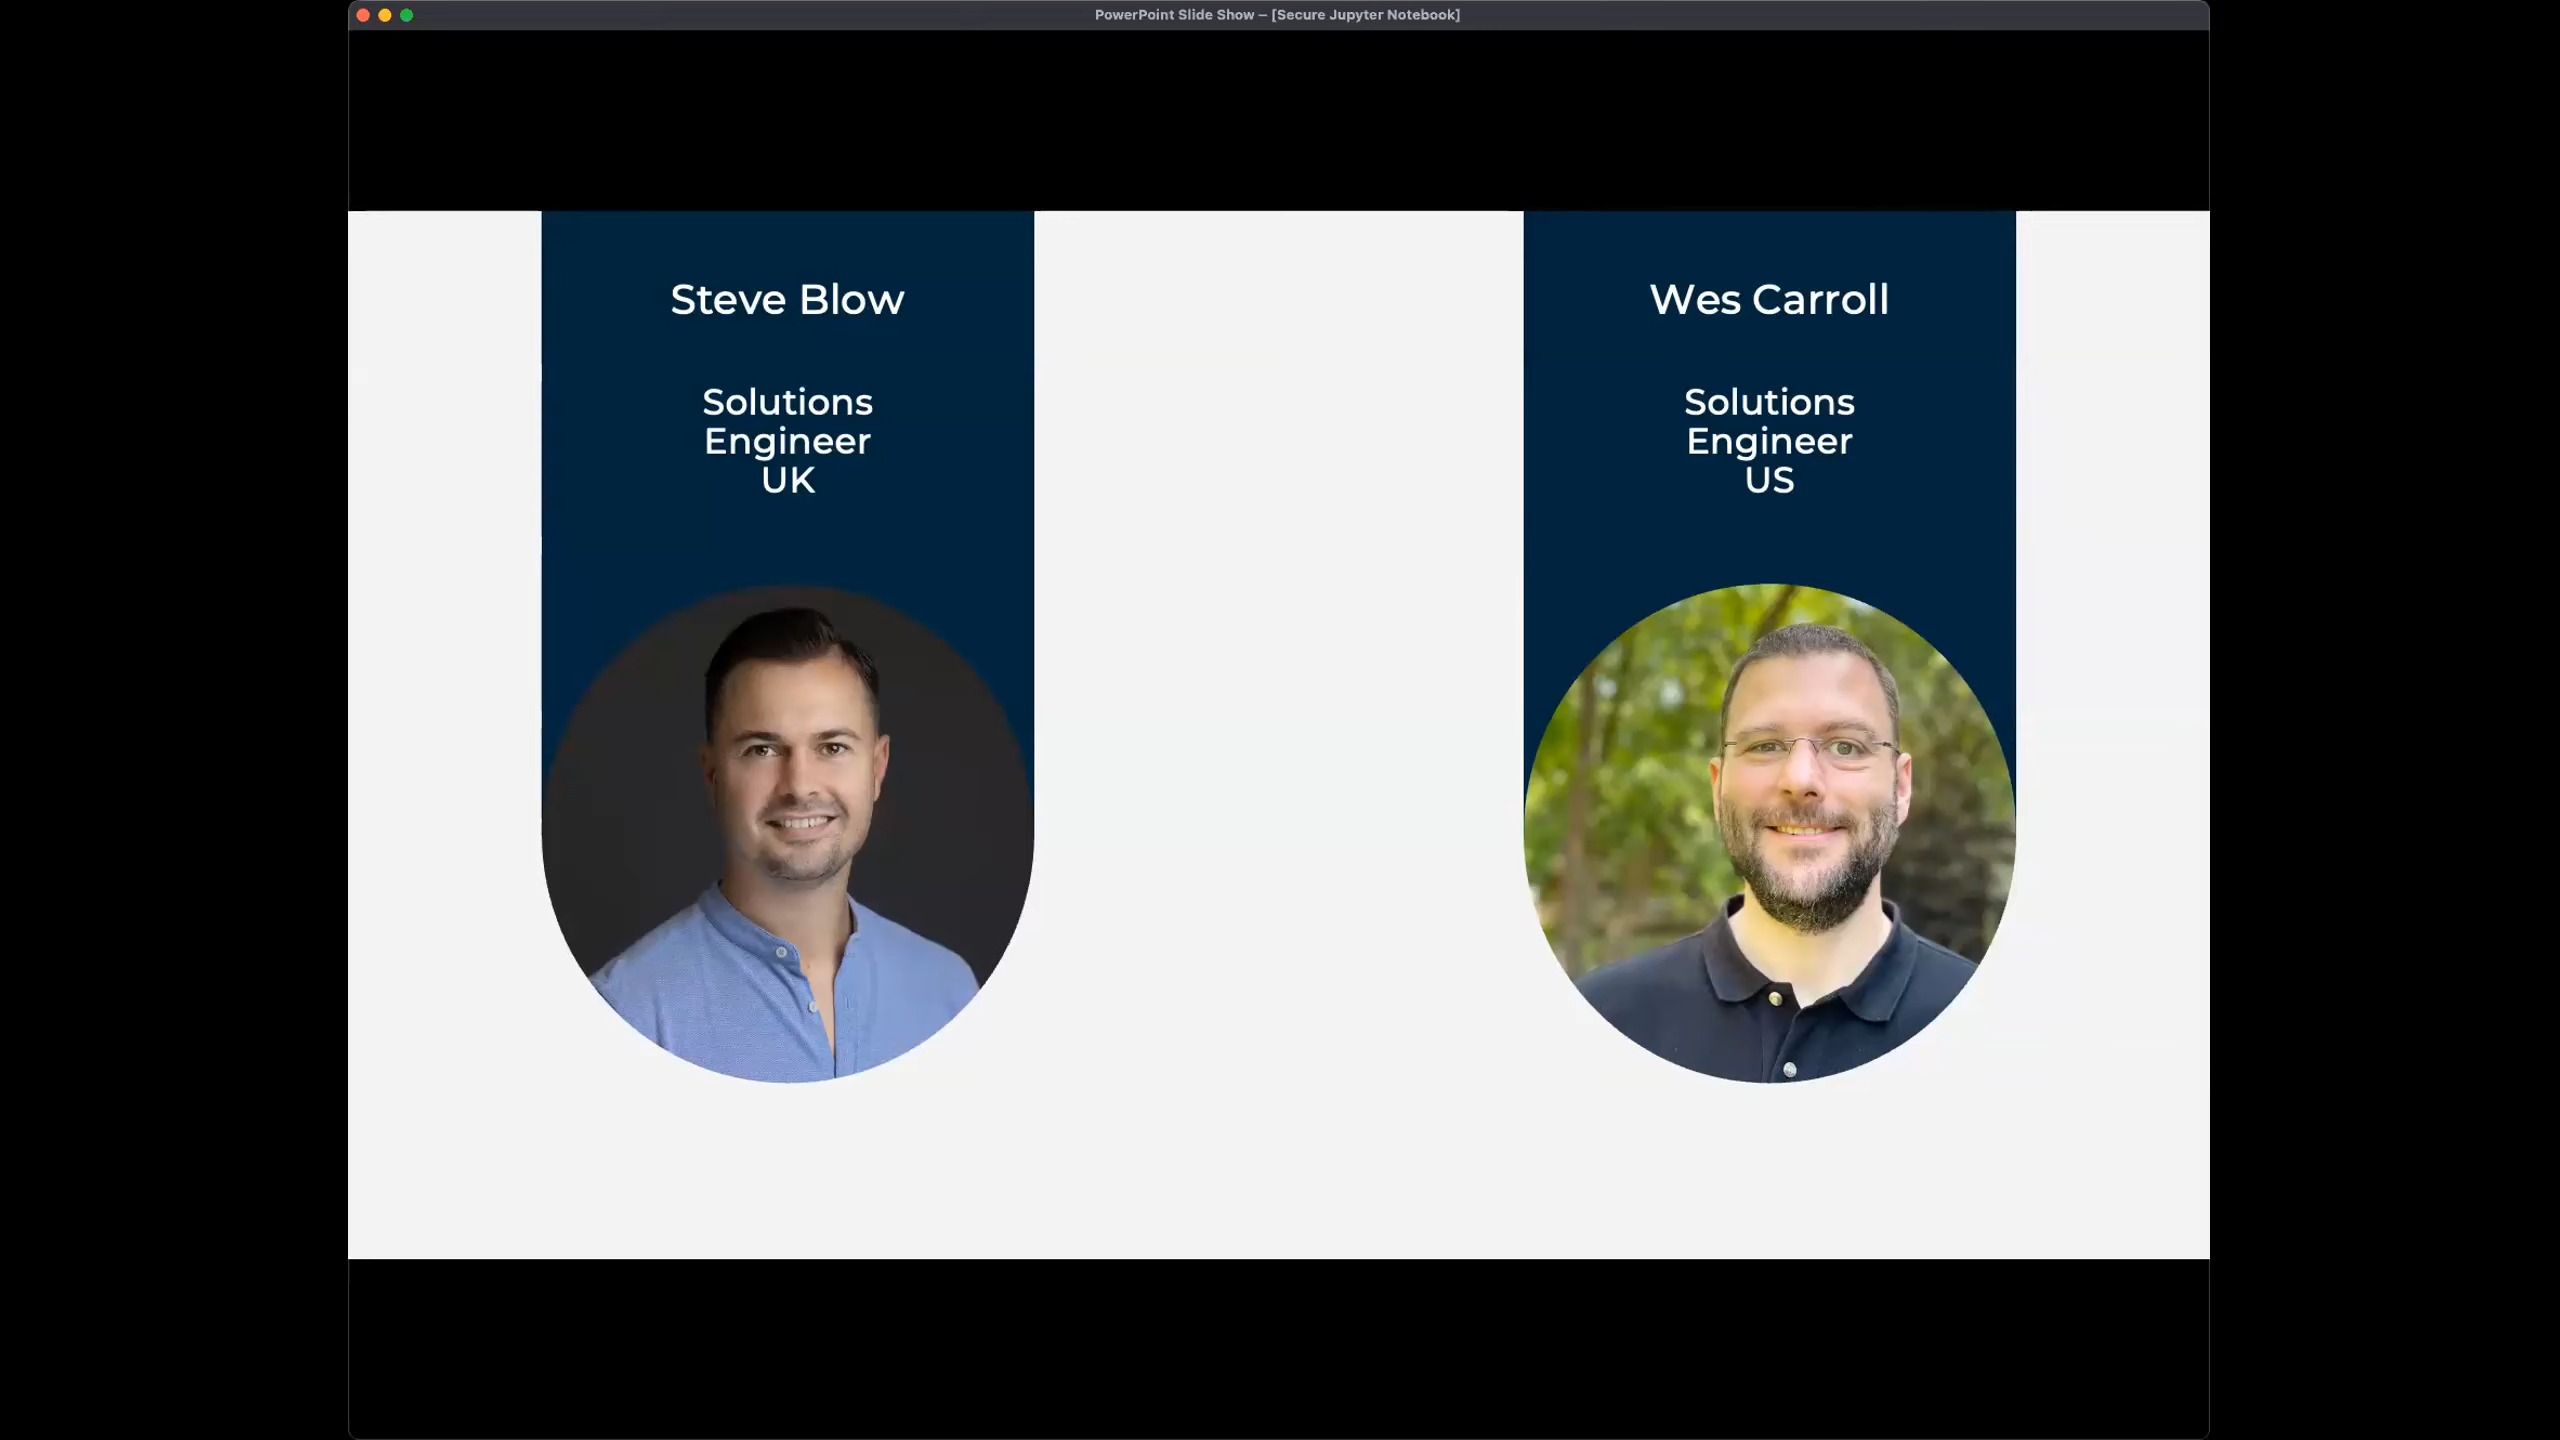 PowerPoint Slide Show – [Secure Jupyter Notebook]
Steve Blow
Solutions
Engineer
UK
Wes Carroll
Solutions
Engineer
US